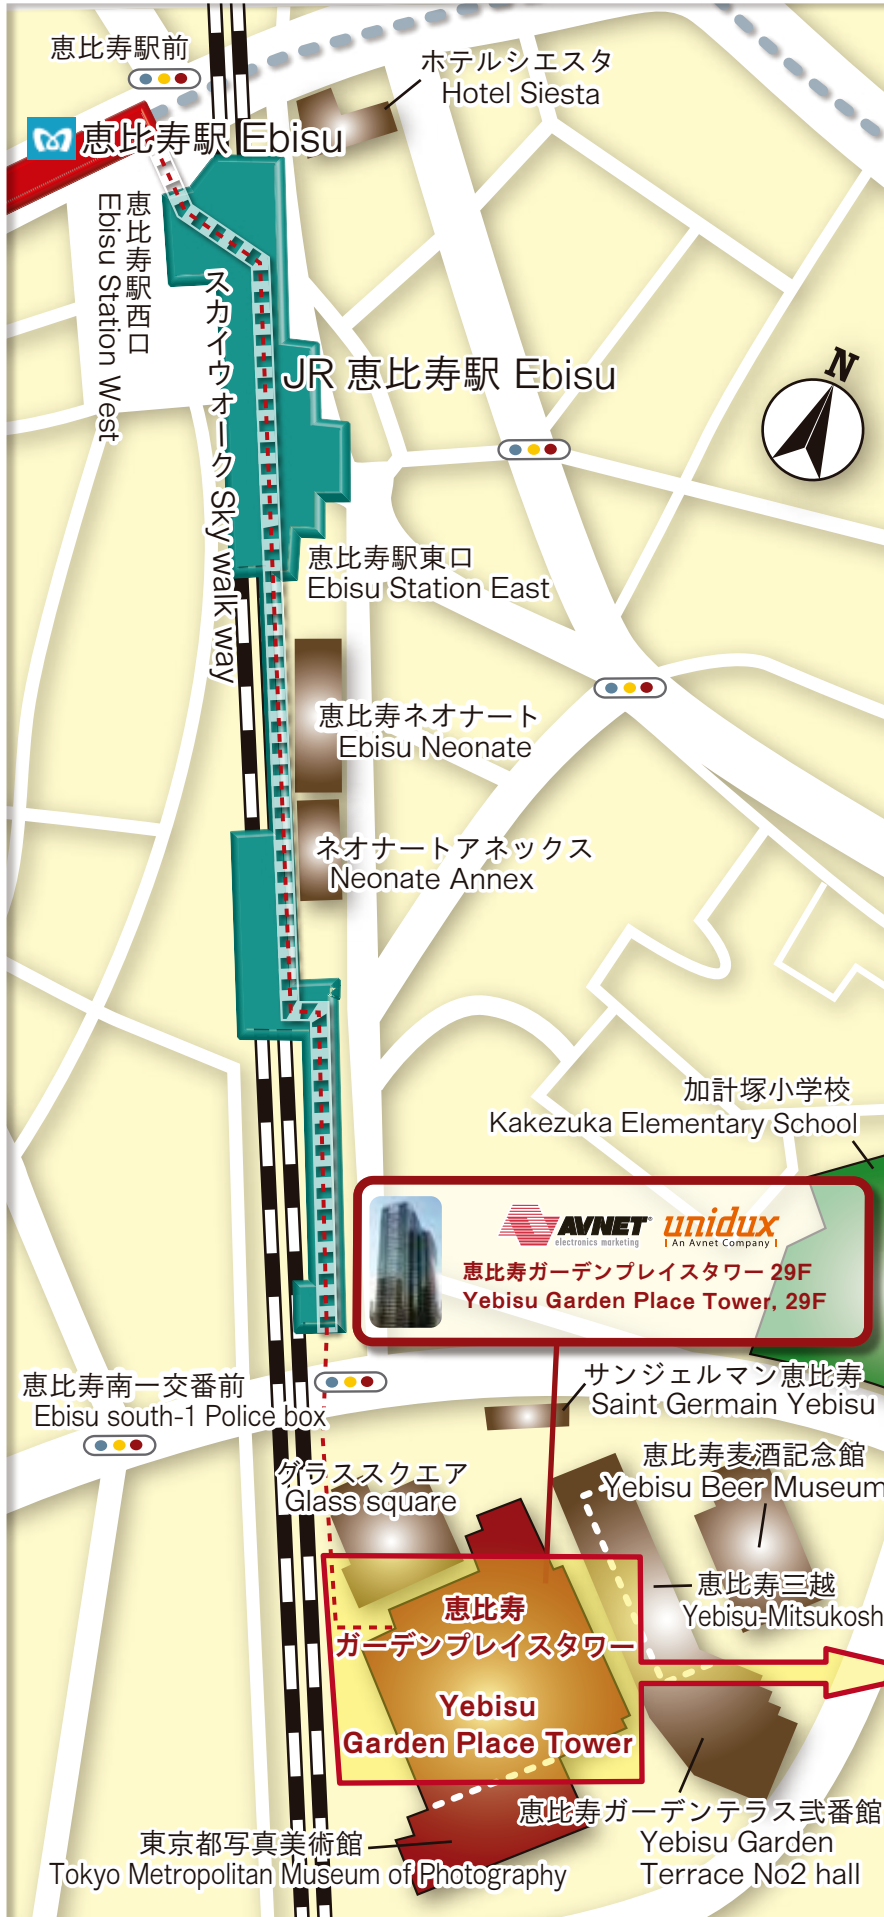 恵比寿駅前
ホテルシエスタ
Hotel Siesta
恵比寿駅 Ebisu
恵比寿駅西口
Ebisu Station West
スカイウオーク Sky walk way
JR 恵比寿駅 Ebisu
N
恵比寿駅東口
Ebisu Station East
恵比寿ネオナート
Ebisu Neonate
ネオナートアネックス
Neonate Annex
加計塚小学校
Kakezuka Elementary School
AVNET
electronics marketing
unidux
An Avnet Company
恵比寿ガーデンプレイスタワー 29F
Yebisu Garden Place Tower, 29F
恵比寿南一交番前
Ebisu south-1 Police box
サンジェルマン恵比寿
Saint Germain Yebisu
グラススクエア
Glass square
恵比寿麦酒記念館
Yebisu Beer Museum
恵比寿三越
Yebisu-Mitsukosh
恵比寿
ガーデンプレイスタワー
Yebisu
Garden Place Tower
恵比寿ガーデンテラス弐番館
Yebisu Garden
Terrace No2 hall
東京都写真美術館
Tokyo Metropolitan Museum of Photography